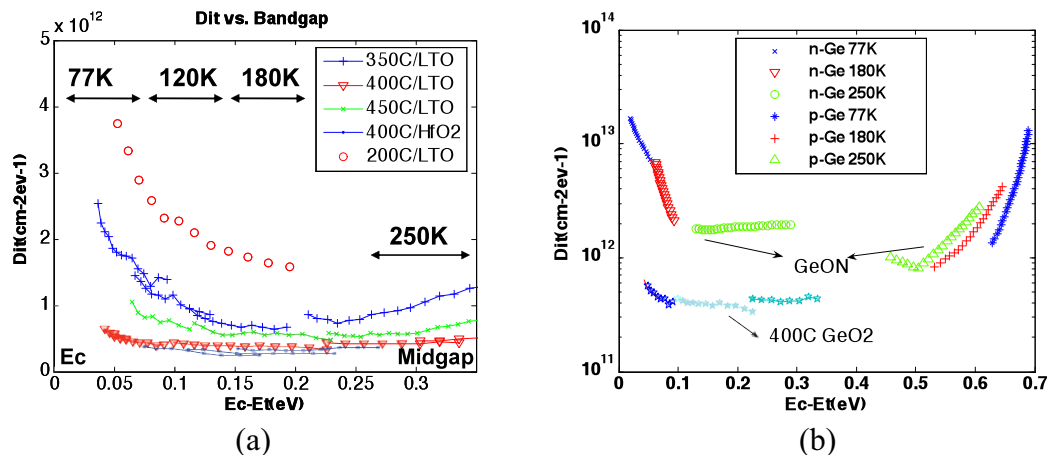 x 10^12
Dit vs. Bandgap
5
4
3
2
1
0
Dit(cm-2ev-1)
77K
120K
180K
250K
350C/LTO
400C/LTO
450C/LTO
400C/HfO2
200C/LTO
Ec
Midgap
0
0.05
0.1
0.15
0.2
0.25
0.3
Ec-Et(eV)
(a)
10^14
10^13
10^12
10^11
Dit(cm-2ev-1)
n-Ge 77K
n-Ge 180K
n-Ge 250K
p-Ge 77K
p-Ge 180K
p-Ge 250K
GeON
400C GeO2
0
0.1
0.2
0.3
0.4
0.5
0.6
0.7
Ec-Et(eV)
(b)